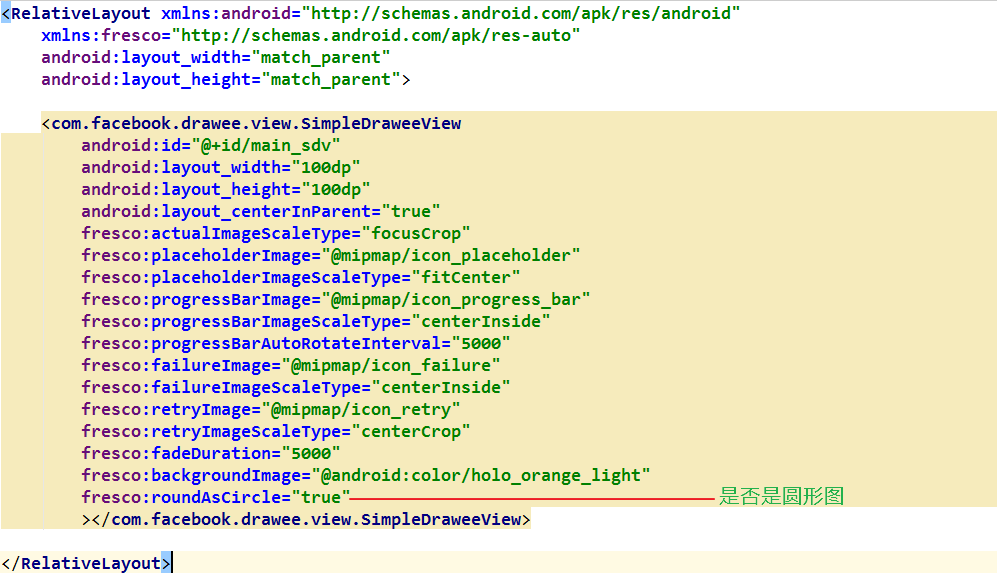 <RelativeLayout xmlns:android="http://schemas.android.com/apk/res/android"
    xmlns:fresco="http://schemas.android.com/apk/res-auto"
    android:layout_width="match_parent"
    android:layout_height="match_parent">

    <com.facebook.drawee.view.SimpleDraweeView
        android:id="@+id/main_sdv"
        android:layout_width="100dp"
        android:layout_height="100dp"
        android:layout_centerInParent="true"
        fresco:actualImageScaleType="focusCrop"
        fresco:placeholderImage="@mipmap/icon_placeholder"
        fresco:placeholderImageScaleType="fitCenter"
        fresco:progressBarImage="@mipmap/icon_progress_bar"
        fresco:progressBarImageScaleType="centerInside"
        fresco:progressBarAutoRotateInterval="5000"
        fresco:failureImage="@mipmap/icon_failure"
        fresco:failureImageScaleType="centerInside"
        fresco:retryImage="@mipmap/icon_retry"
        fresco:retryImageScaleType="centerCrop"
        fresco:fadeDuration="5000"
        fresco:backgroundImage="@android:color/holo_orange_light"
        fresco:roundAsCircle="true" 是否是圆形图
        ></com.facebook.drawee.view.SimpleDraweeView>

</RelativeLayout>